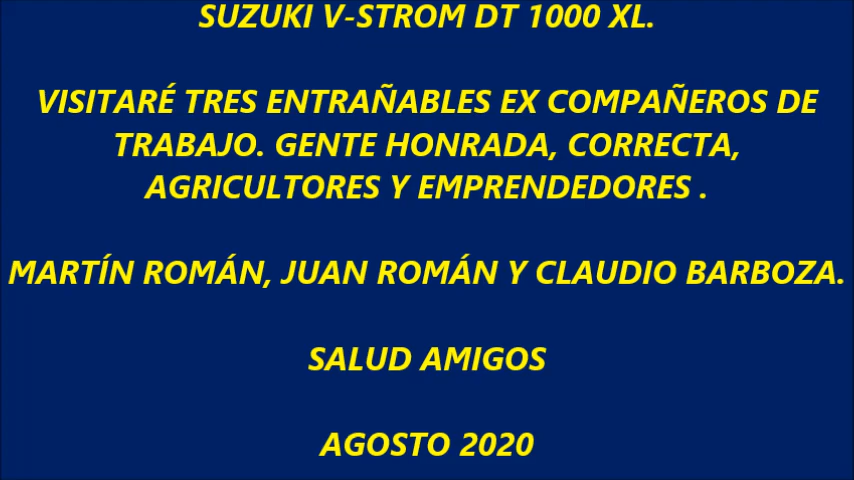 SUZUKI V-STROM DT 1000 XL.
VISITARÉ TRES ENTRAÑABLES EX COMPAÑEROS DE
TRABAJO. GENTE HONRADA, CORRECTA,
AGRICULTORES Y EMPRENDEDORES .
MARTÍN ROMÁN, JUAN ROMÁN Y CLAUDIO BARBOZA.
SALUD AMIGOS
AGOSTO 2020